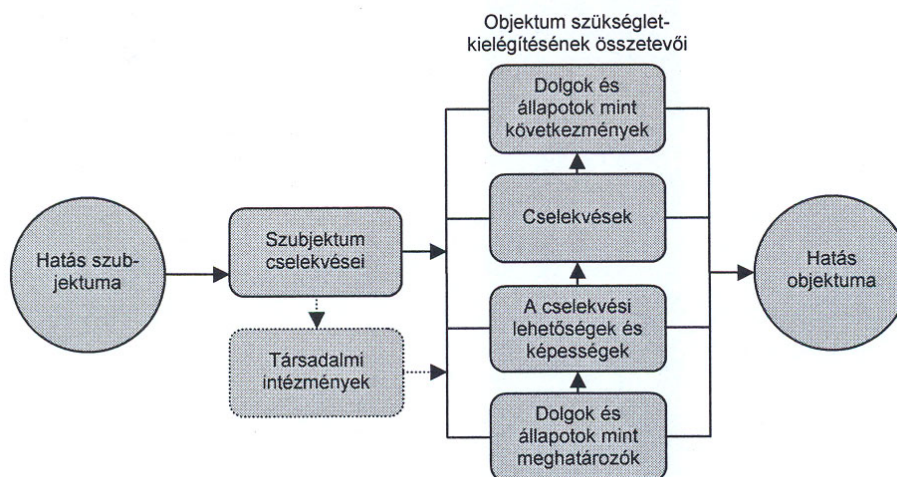 Objektum szükséglet-
kielégítésének összetevői
Dolgok és
állapotok mint
következmények
Cselekvések
A cselekvési
lehetőségek és
képességek
Dolgok és
állapotok mint
meghatározók
Hatás szub-
jektuma
Szubjektum
cselekvései
Társadalmi
intézmények
Hatás
objektuma